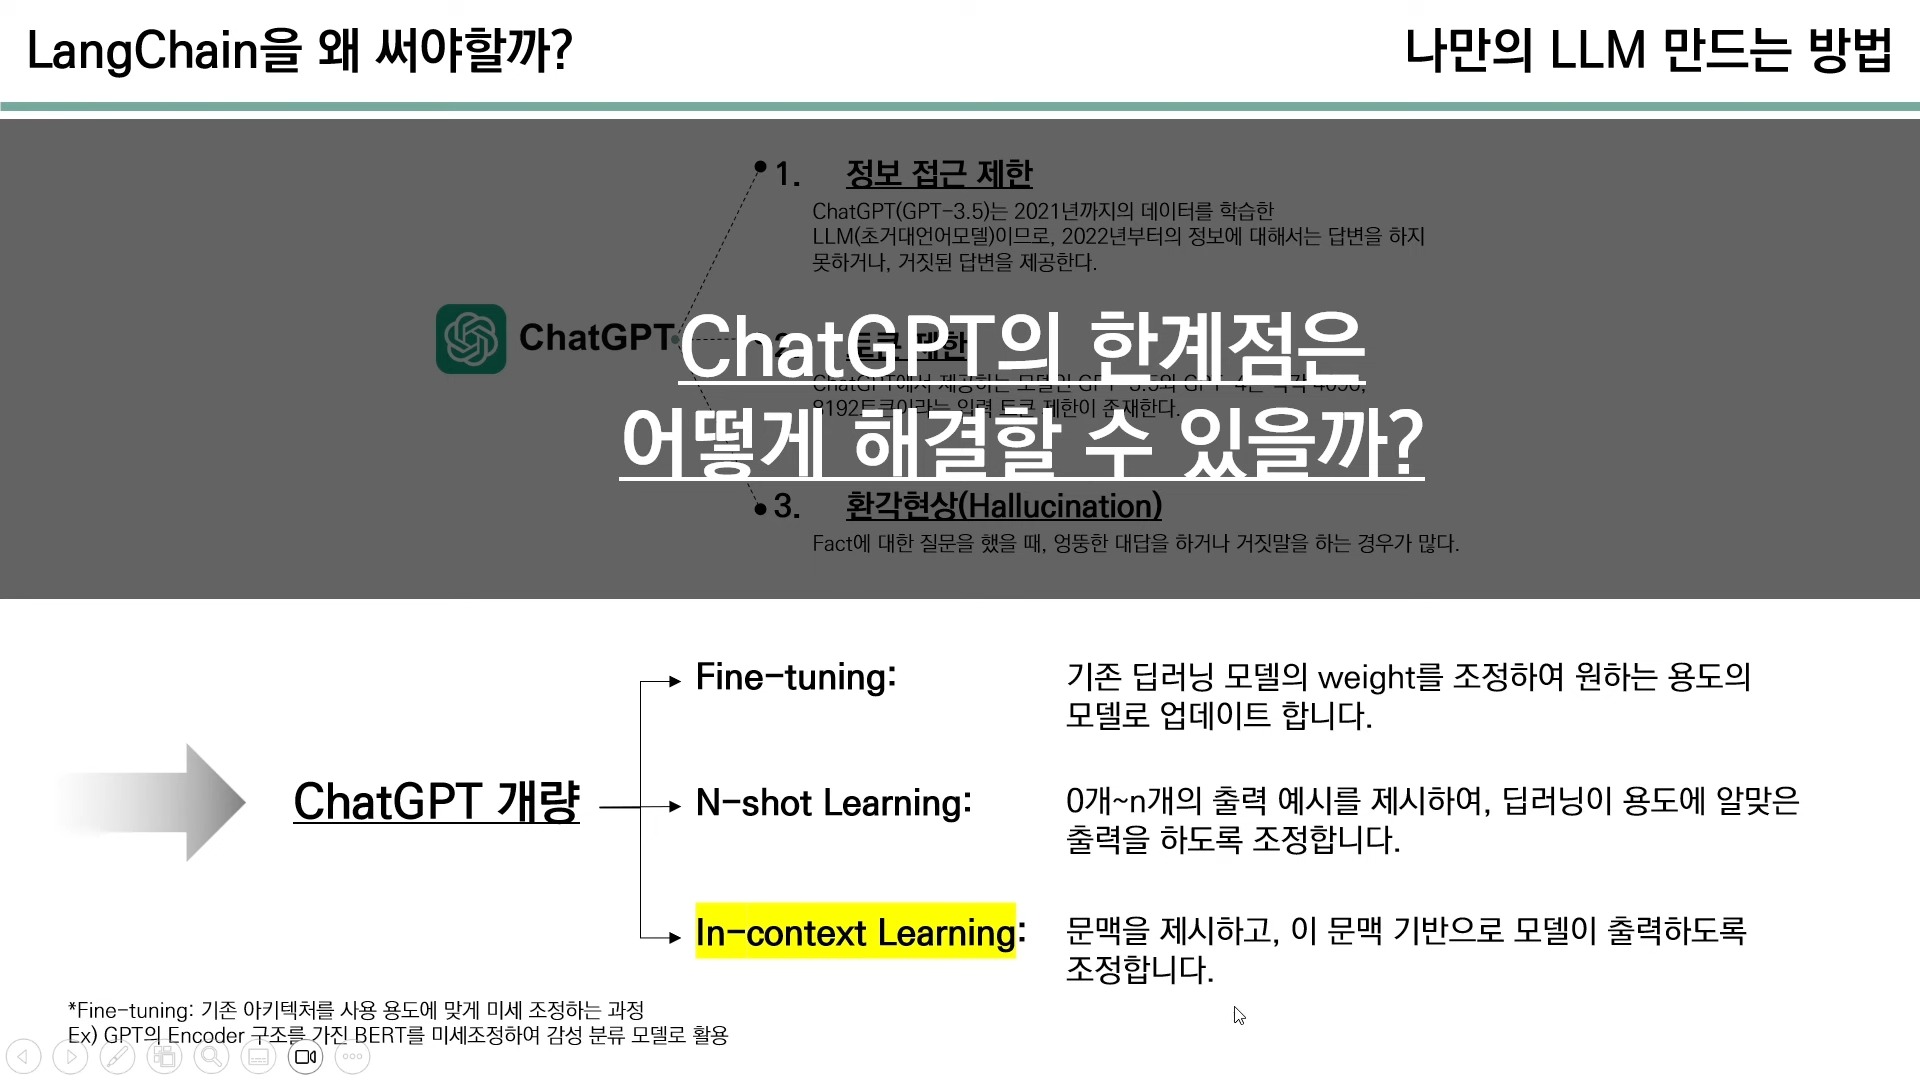 LangChain을 왜 써야할까?
나만의 LLM 만드는 방법
1. 정보 접근 제한
ChatGPT(GPT-3.5)는 2021년까지의 데이터를 학습한
LLM(초거대언어모델)이므로, 2022년부터의 정보에 대해서는 답변을 하지
못하거나, 거짓된 답변을 제공한다.
ChatGPT
2. 토큰 제한
ChatGPT의 한계점은
8192토큰이라는 입력 토큰 제한이 존재한다.
어떻게 해결할 수 있을까?
3. 환각현상(Hallucination)
Fact에 대한 질문을 했을 때, 엉뚱한 대답을 하거나 거짓말을 하는 경우가 많다.
Fine-tuning:
기존 딥러닝 모델의 weight를 조정하여 원하는 용도의
모델로 업데이트 합니다.
ChatGPT 개량
N-shot Learning:
0개~n개의 출력 예시를 제시하여, 딥러닝이 용도에 알맞은
출력을 하도록 조정합니다.
In-context Learning:
문맥을 제시하고, 이 문맥 기반으로 모델이 출력하도록
조정합니다.
*Fine-tuning: 기존 아키텍처를 사용 용도에 맞게 미세 조정하는 과정
Ex) GPT의 Encoder 구조를 가진 BERT를 미세조정하여 감성 분류 모델로 활용